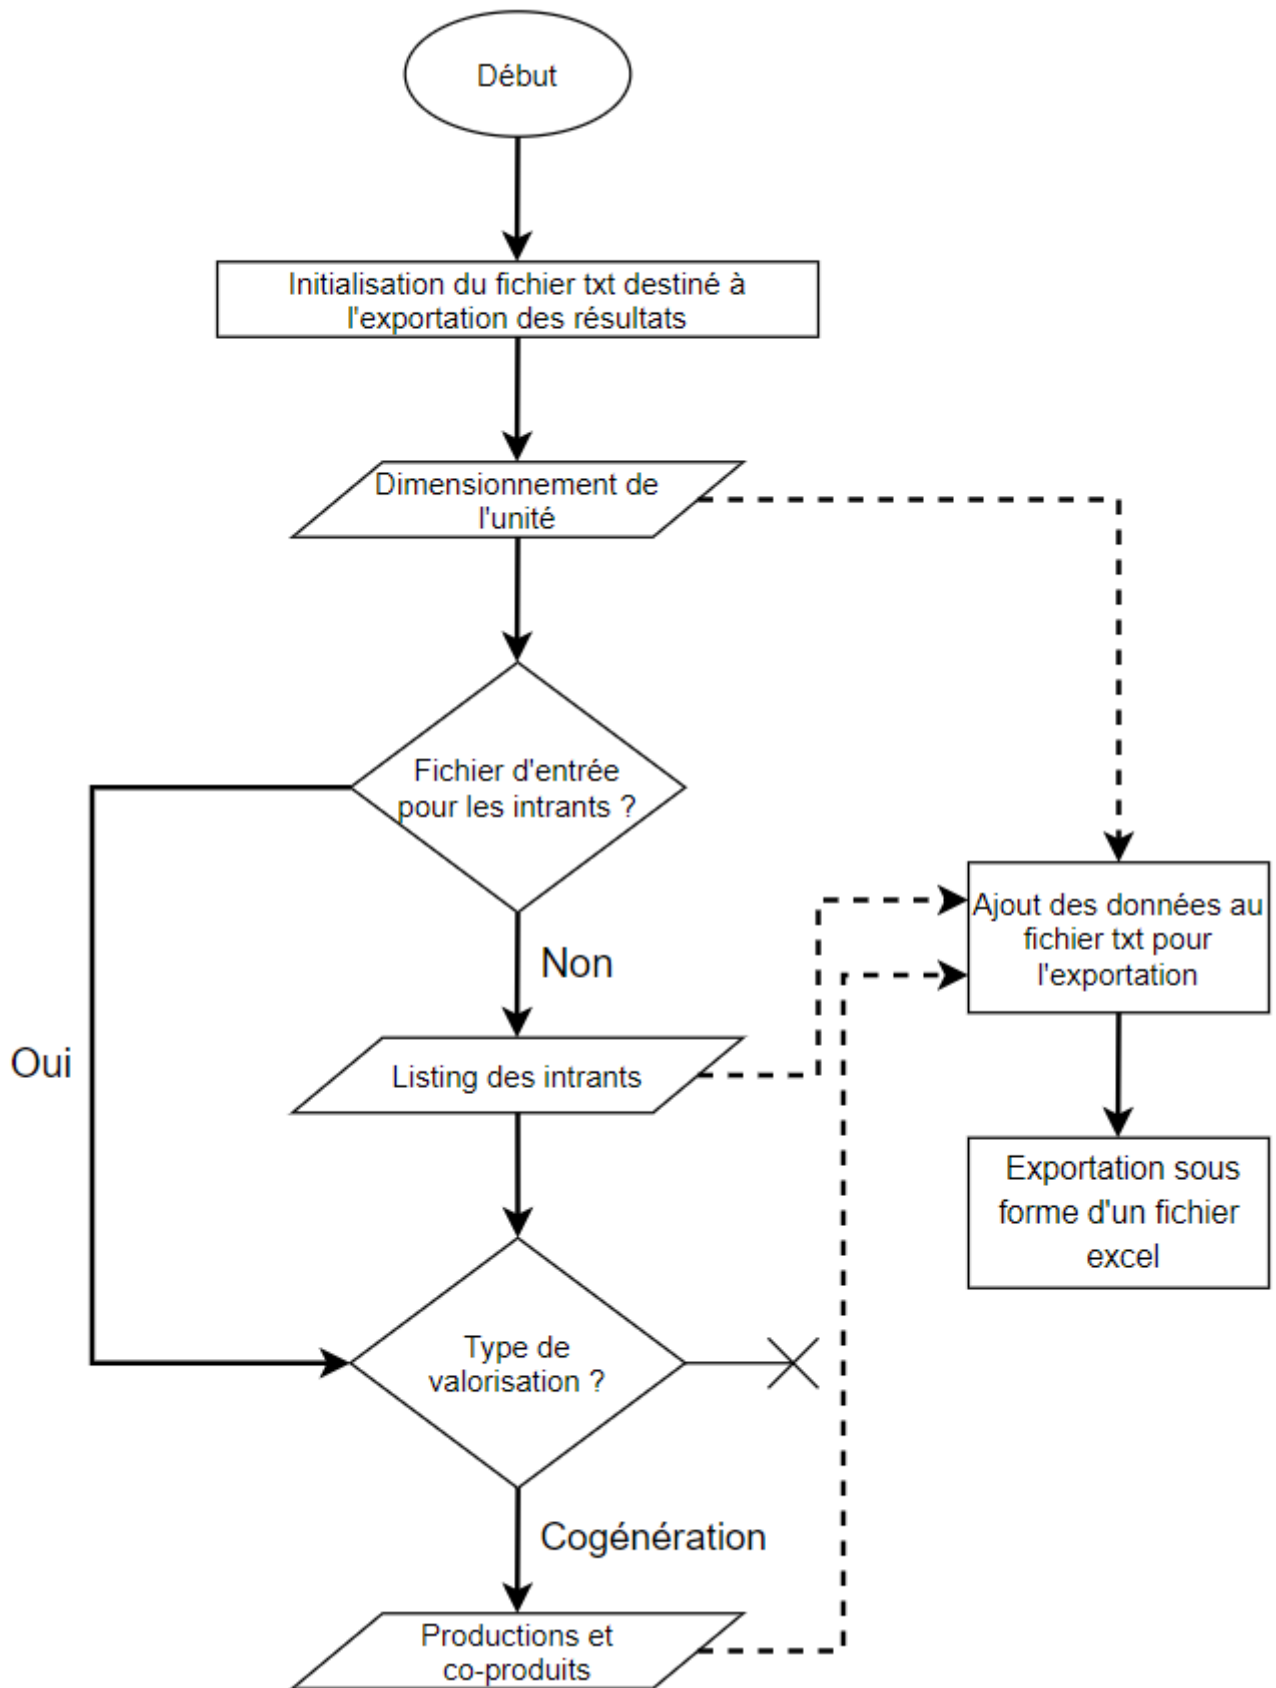 Début
Initialisation du fichier txt destiné à
l'exportation des résultats
Dimensionnement de
l'unité
Fichier d'entrée
pour les intrants ?
Ajout des données au
fichier txt pour
l'exportation
Non
Oui
Listing des intrants
Exportation sous
forme d'un fichier
excel
Type de
valorisation ?
Cogénération
Productions et
co-produits